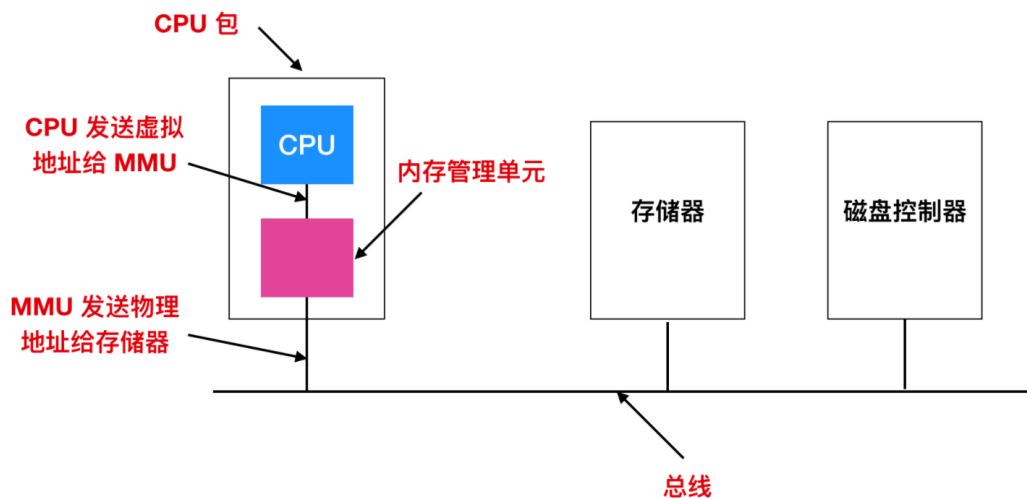 CPU 包
CPU
CPU 发送虚拟
地址给 MMU
内存管理单元
存储器
磁盘控制器
MMU 发送物理
地址给存储器
总线